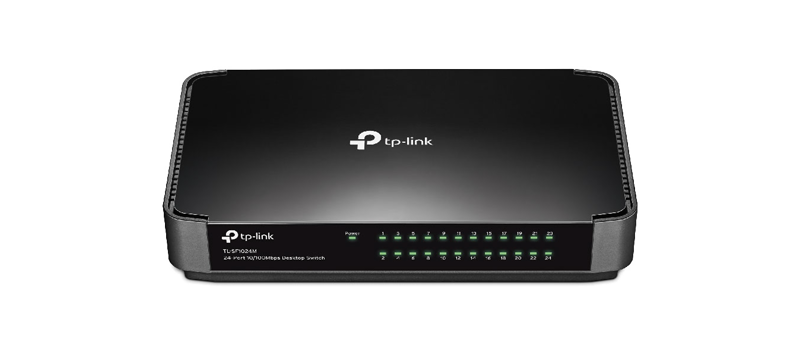 tp-link
tp-link
TL-SF1024M
24-Port 10/100Mbps Desktop Switch
Power
1 3 5 7 9 11 13 15 17 19 21 23
2 4 6 8 10 12 14 16 18 20 22 24